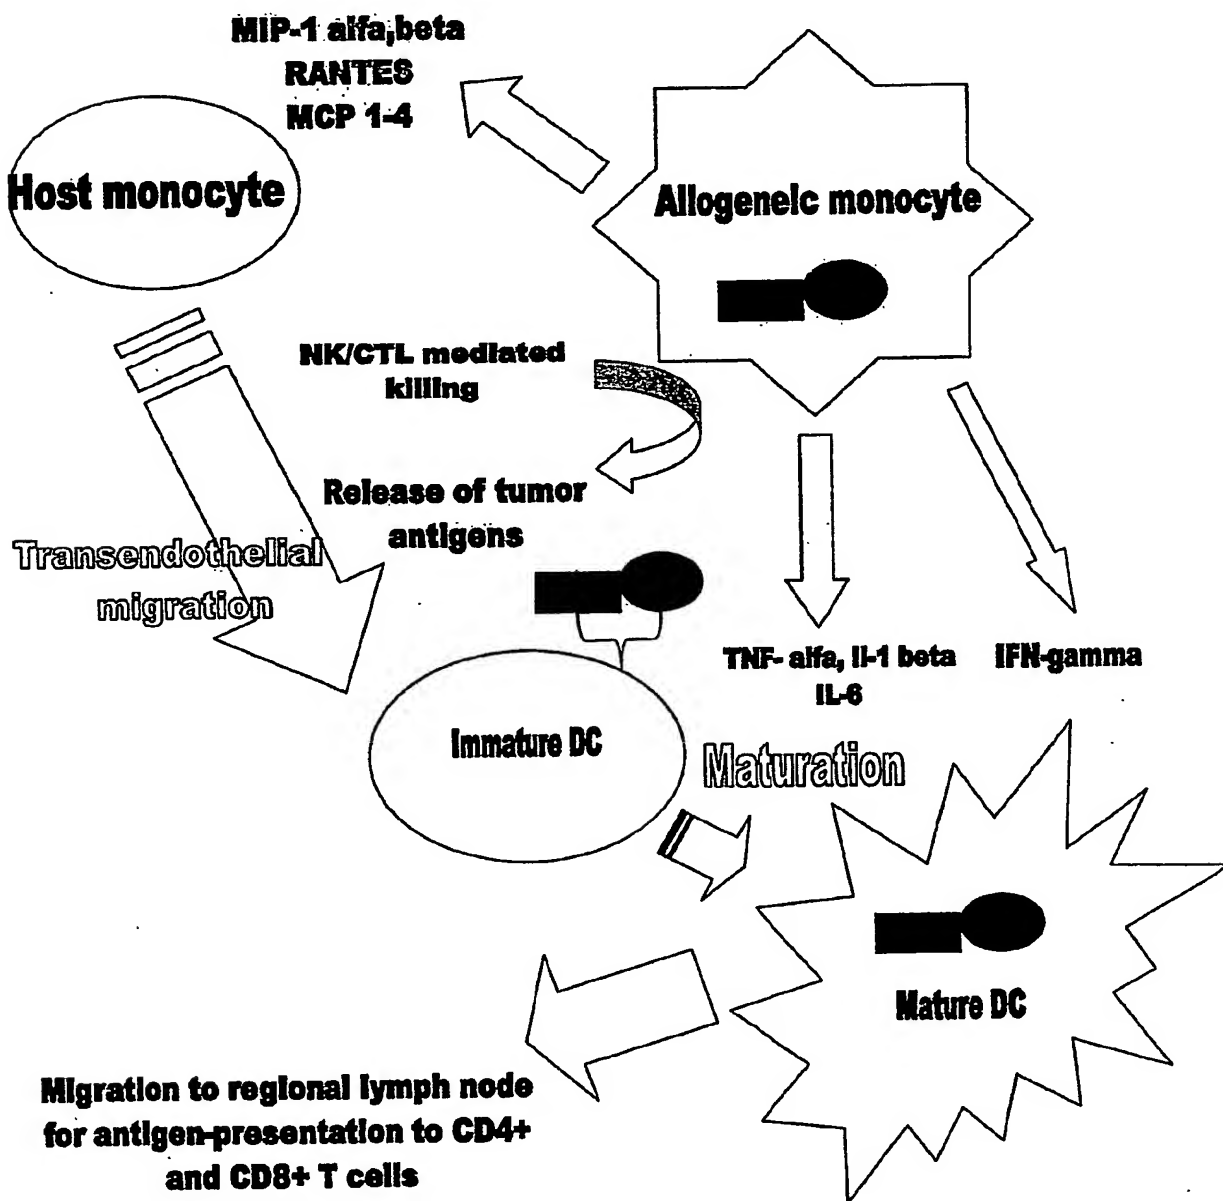 MIP-1 alfa,beta
RANTES
MCP 1-4
Host monocyte
Allogeneic monocyte
NK/CTL mediated
killing
Release of tumor
antigens
Transendothelial
migration
TNF- alfa, Il-1 beta
IL-6
IFN-gamma
Immature DC
Maturation
Mature DC
Migration to regional lymph node
for antigen-presentation to CD4+
and CD8+ T cells